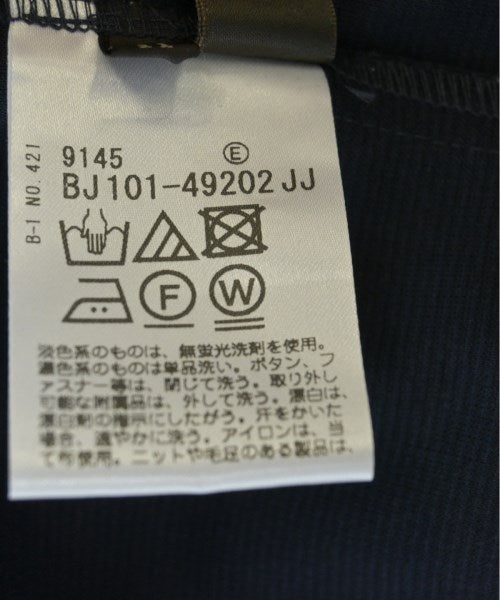 B-1 NO. 421
9145 E
BJ101-49202 JJ
F W
淡色系のものは、無蛍光洗剤を使用。
濃色系のものは単品洗い。ボタン、フ
ァスナー等は、閉じて洗う。取り外し
可能な附属品は、外して洗う。漂白は、
漂白剤の指示にしたがう。汗をかいた
場合、速やかに洗う。アイロンは、当
て布使用。ニットや毛足のある製品は、